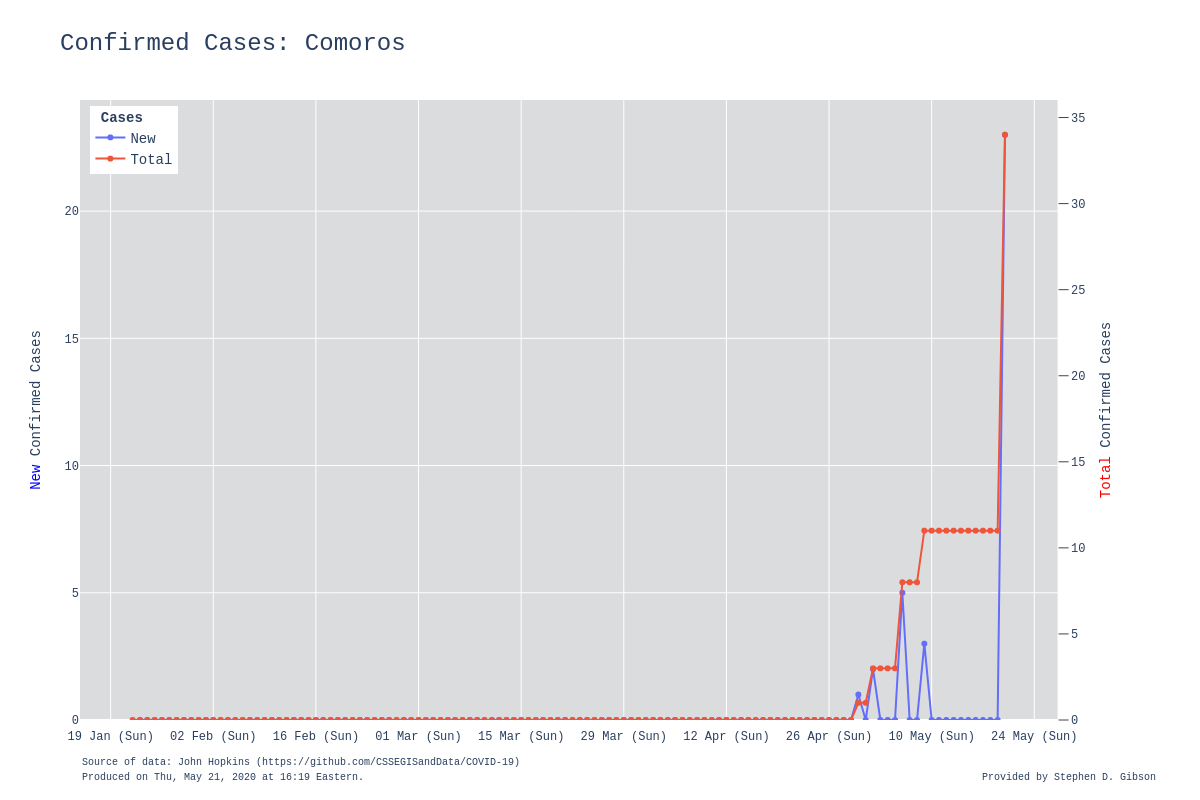 Confirmed Cases: Comoros
Cases
New
Total
20
15
10
5
0
35
30
25
20
15
10
5
0
New Confirmed Cases
Total Confirmed Cases
19 Jan (Sun) 02 Feb (Sun) 16 Feb (Sun) 01 Mar (Sun) 15 Mar (Sun) 29 Mar (Sun) 12 Apr (Sun) 26 Apr (Sun) 10 May (Sun) 24 May (Sun)
Source of data: John Hopkins (https://github.com/CSSEGISandData/COVID-19)
Produced on Thu, May 21, 2020 at 16:19 Eastern.
Provided by Stephen D. Gibson